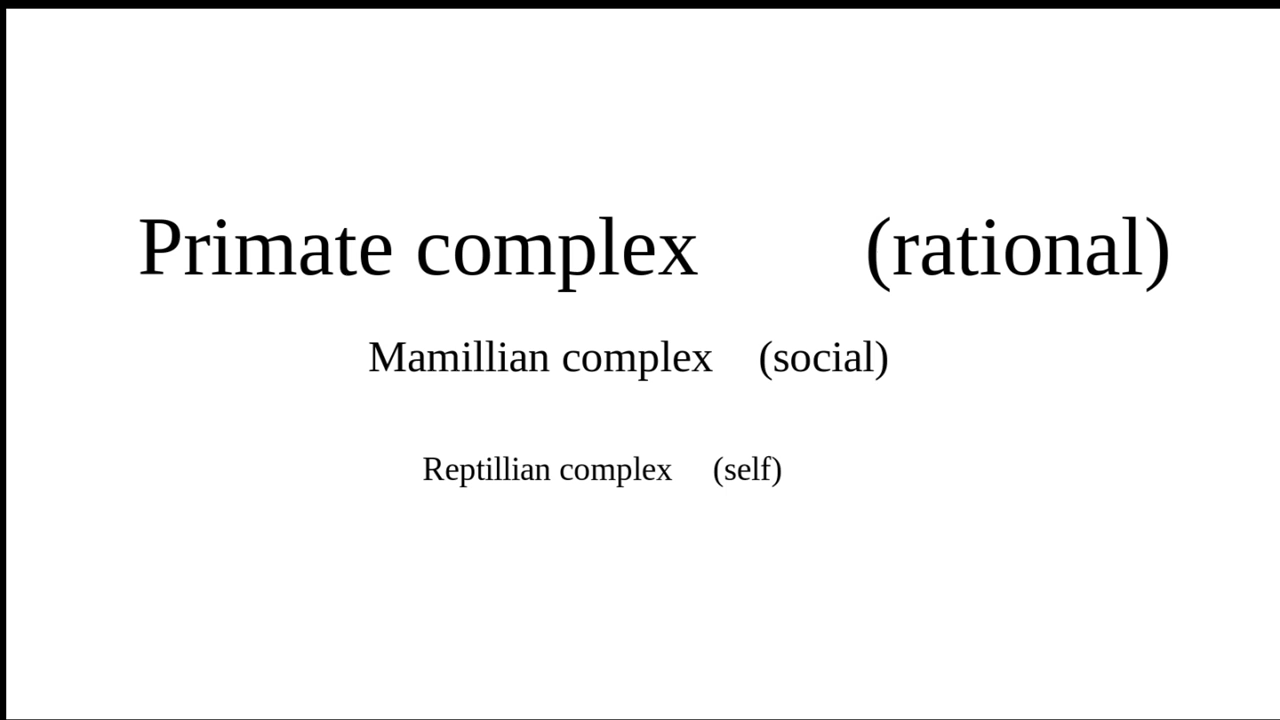 Primate complex (rational)
Mamillian complex (social)
Reptillian complex (self)